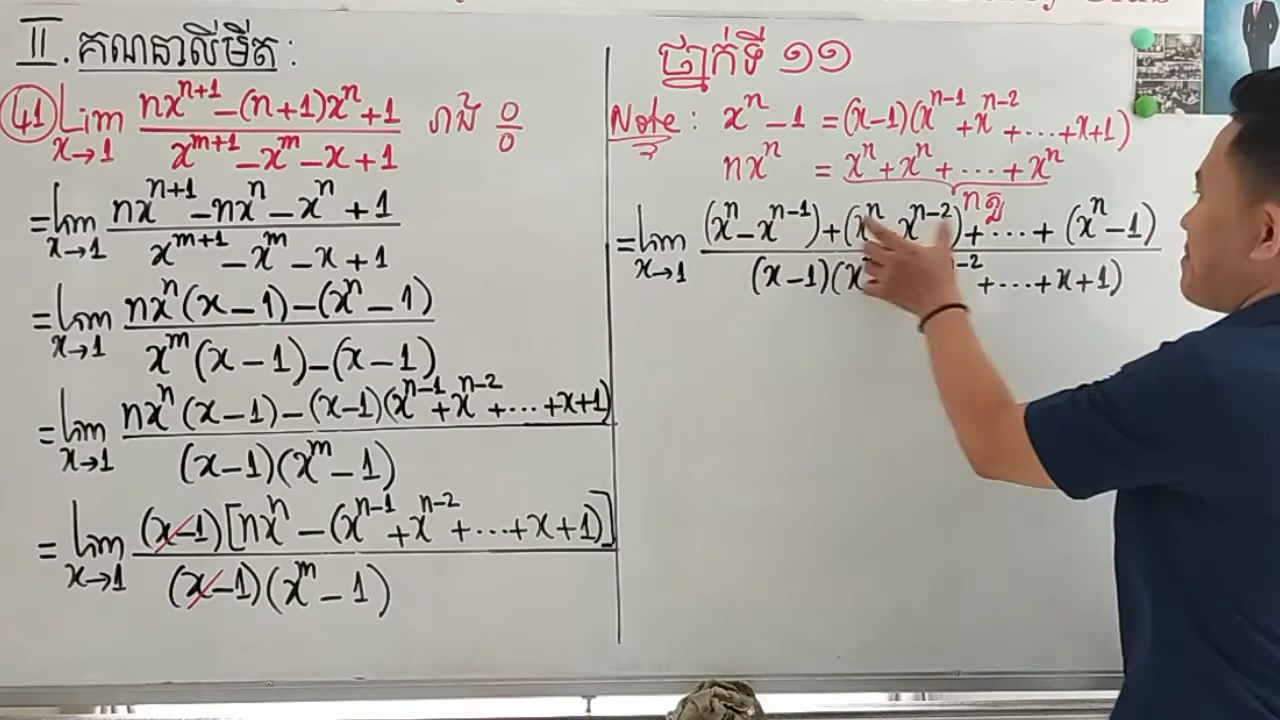 II. គណនាលីមីត :
41 Lim x→1 (nx^{n+1} - (n+1)x^n + 1) / (x^{m+1} - x^m - x + 1) រាង 0/0
= lim x→1 (nx^{n+1} - nx^n - x^n + 1) / (x^{m+1} - x^m - x + 1)
= lim x→1 (nx^n(x-1) - (x^n - 1)) / (x^m(x-1) - (x-1))
= lim x→1 (nx^n(x-1) - (x-1)(x^{n-1} + x^{n-2} + ... + x+1)) / ((x-1)(x^m - 1))
= lim x→1 ((x-1)[nx^n - (x^{n-1} + x^{n-2} + ... + x+1)]) / ((x-1)(x^m - 1))
ថ្នាក់ទី ១១
Note : x^n - 1 = (x-1)(x^{n-1} + x^{n-2} + ... + x+1)
nx^n = x^n + x^n + ... + x^n
n ដង
= lim x→1 ((x^n - x^{n-1}) + (x^n x^{n-2}) + ... + (x^n - 1)) / ((x-1)(x -2 + ... + x+1))